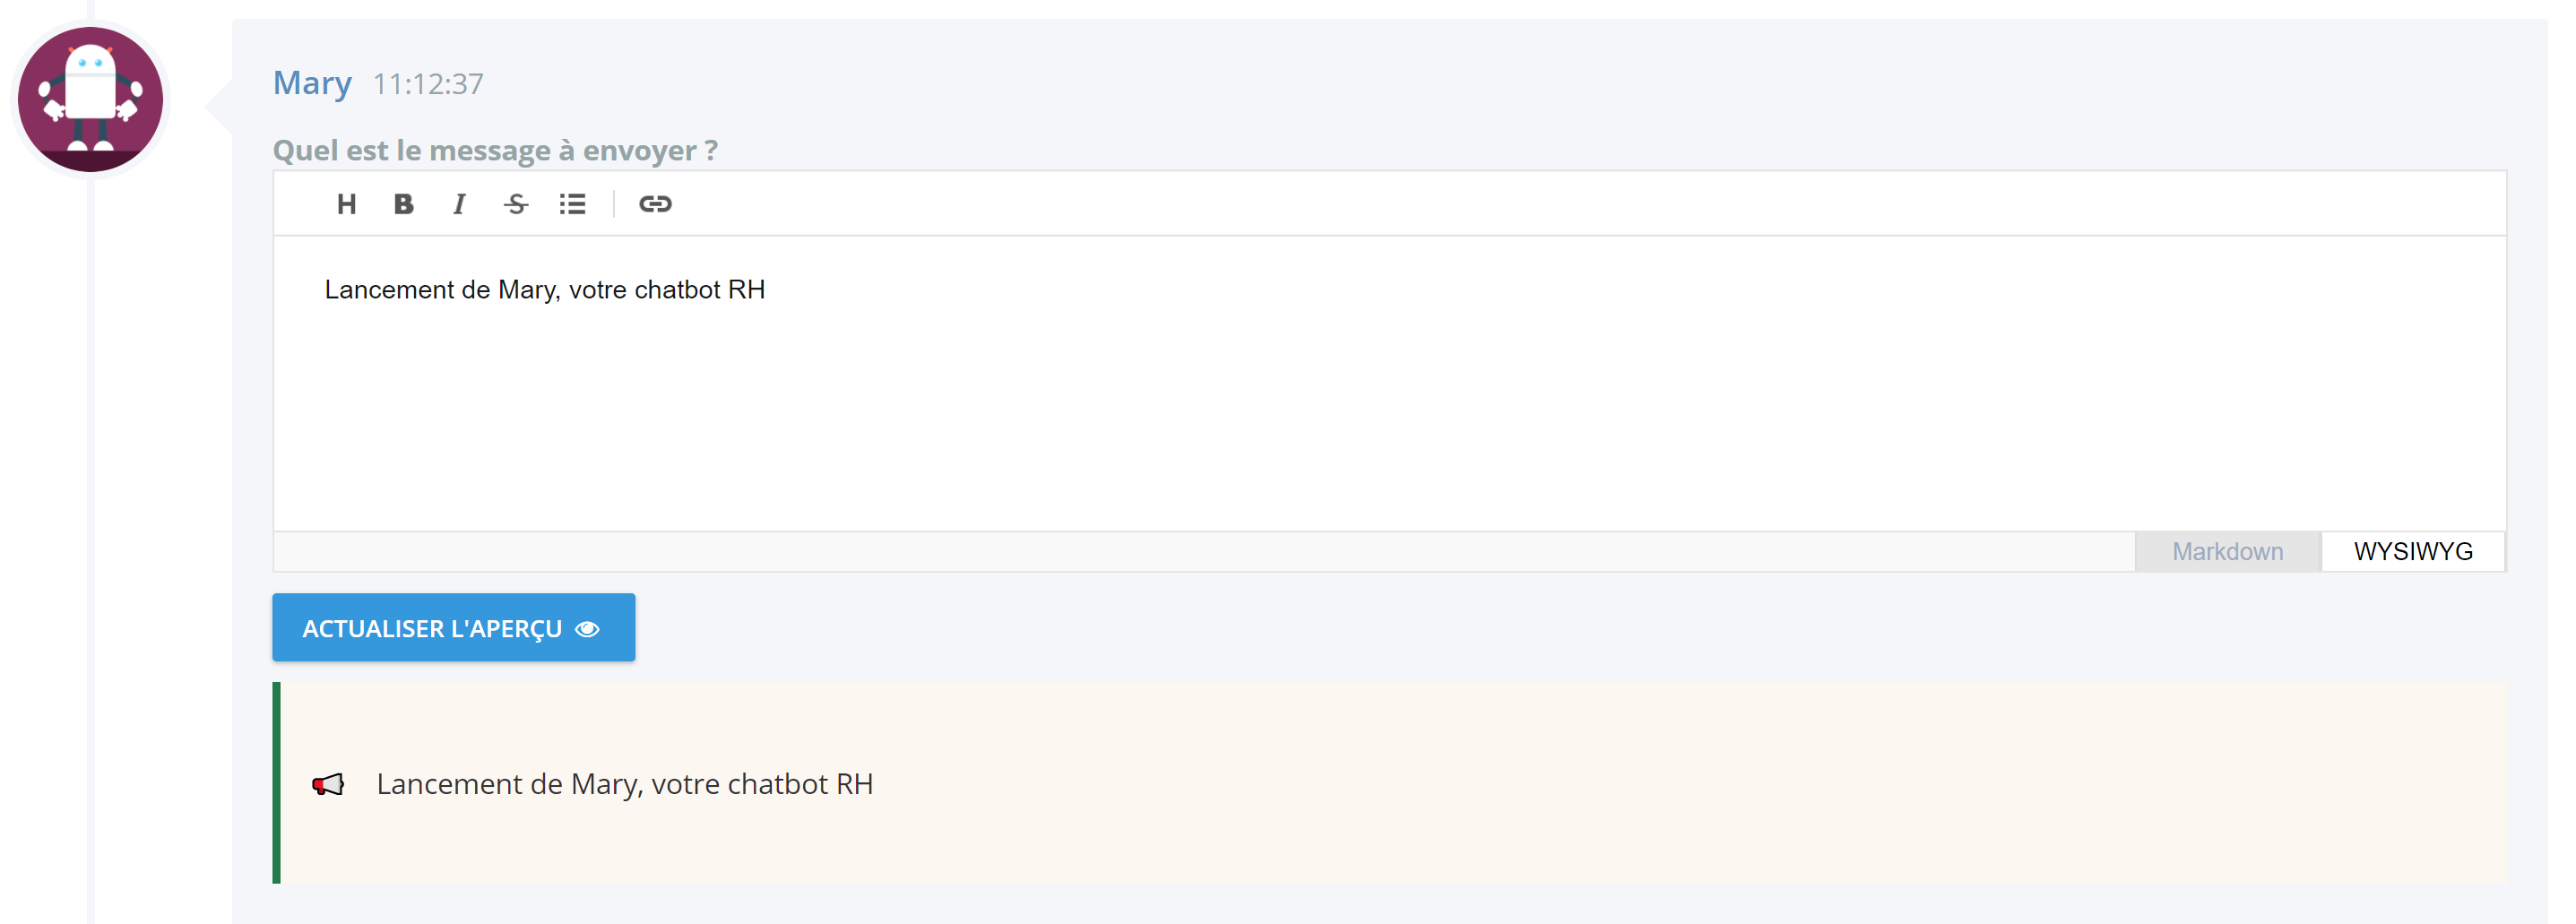 Mary 11:12:37
Quel est le message à envoyer ?
H B I S
Lancement de Mary, votre chatbot RH
Markdown WYSIWYG
ACTUALISER L'APERÇU
Lancement de Mary, votre chatbot RH